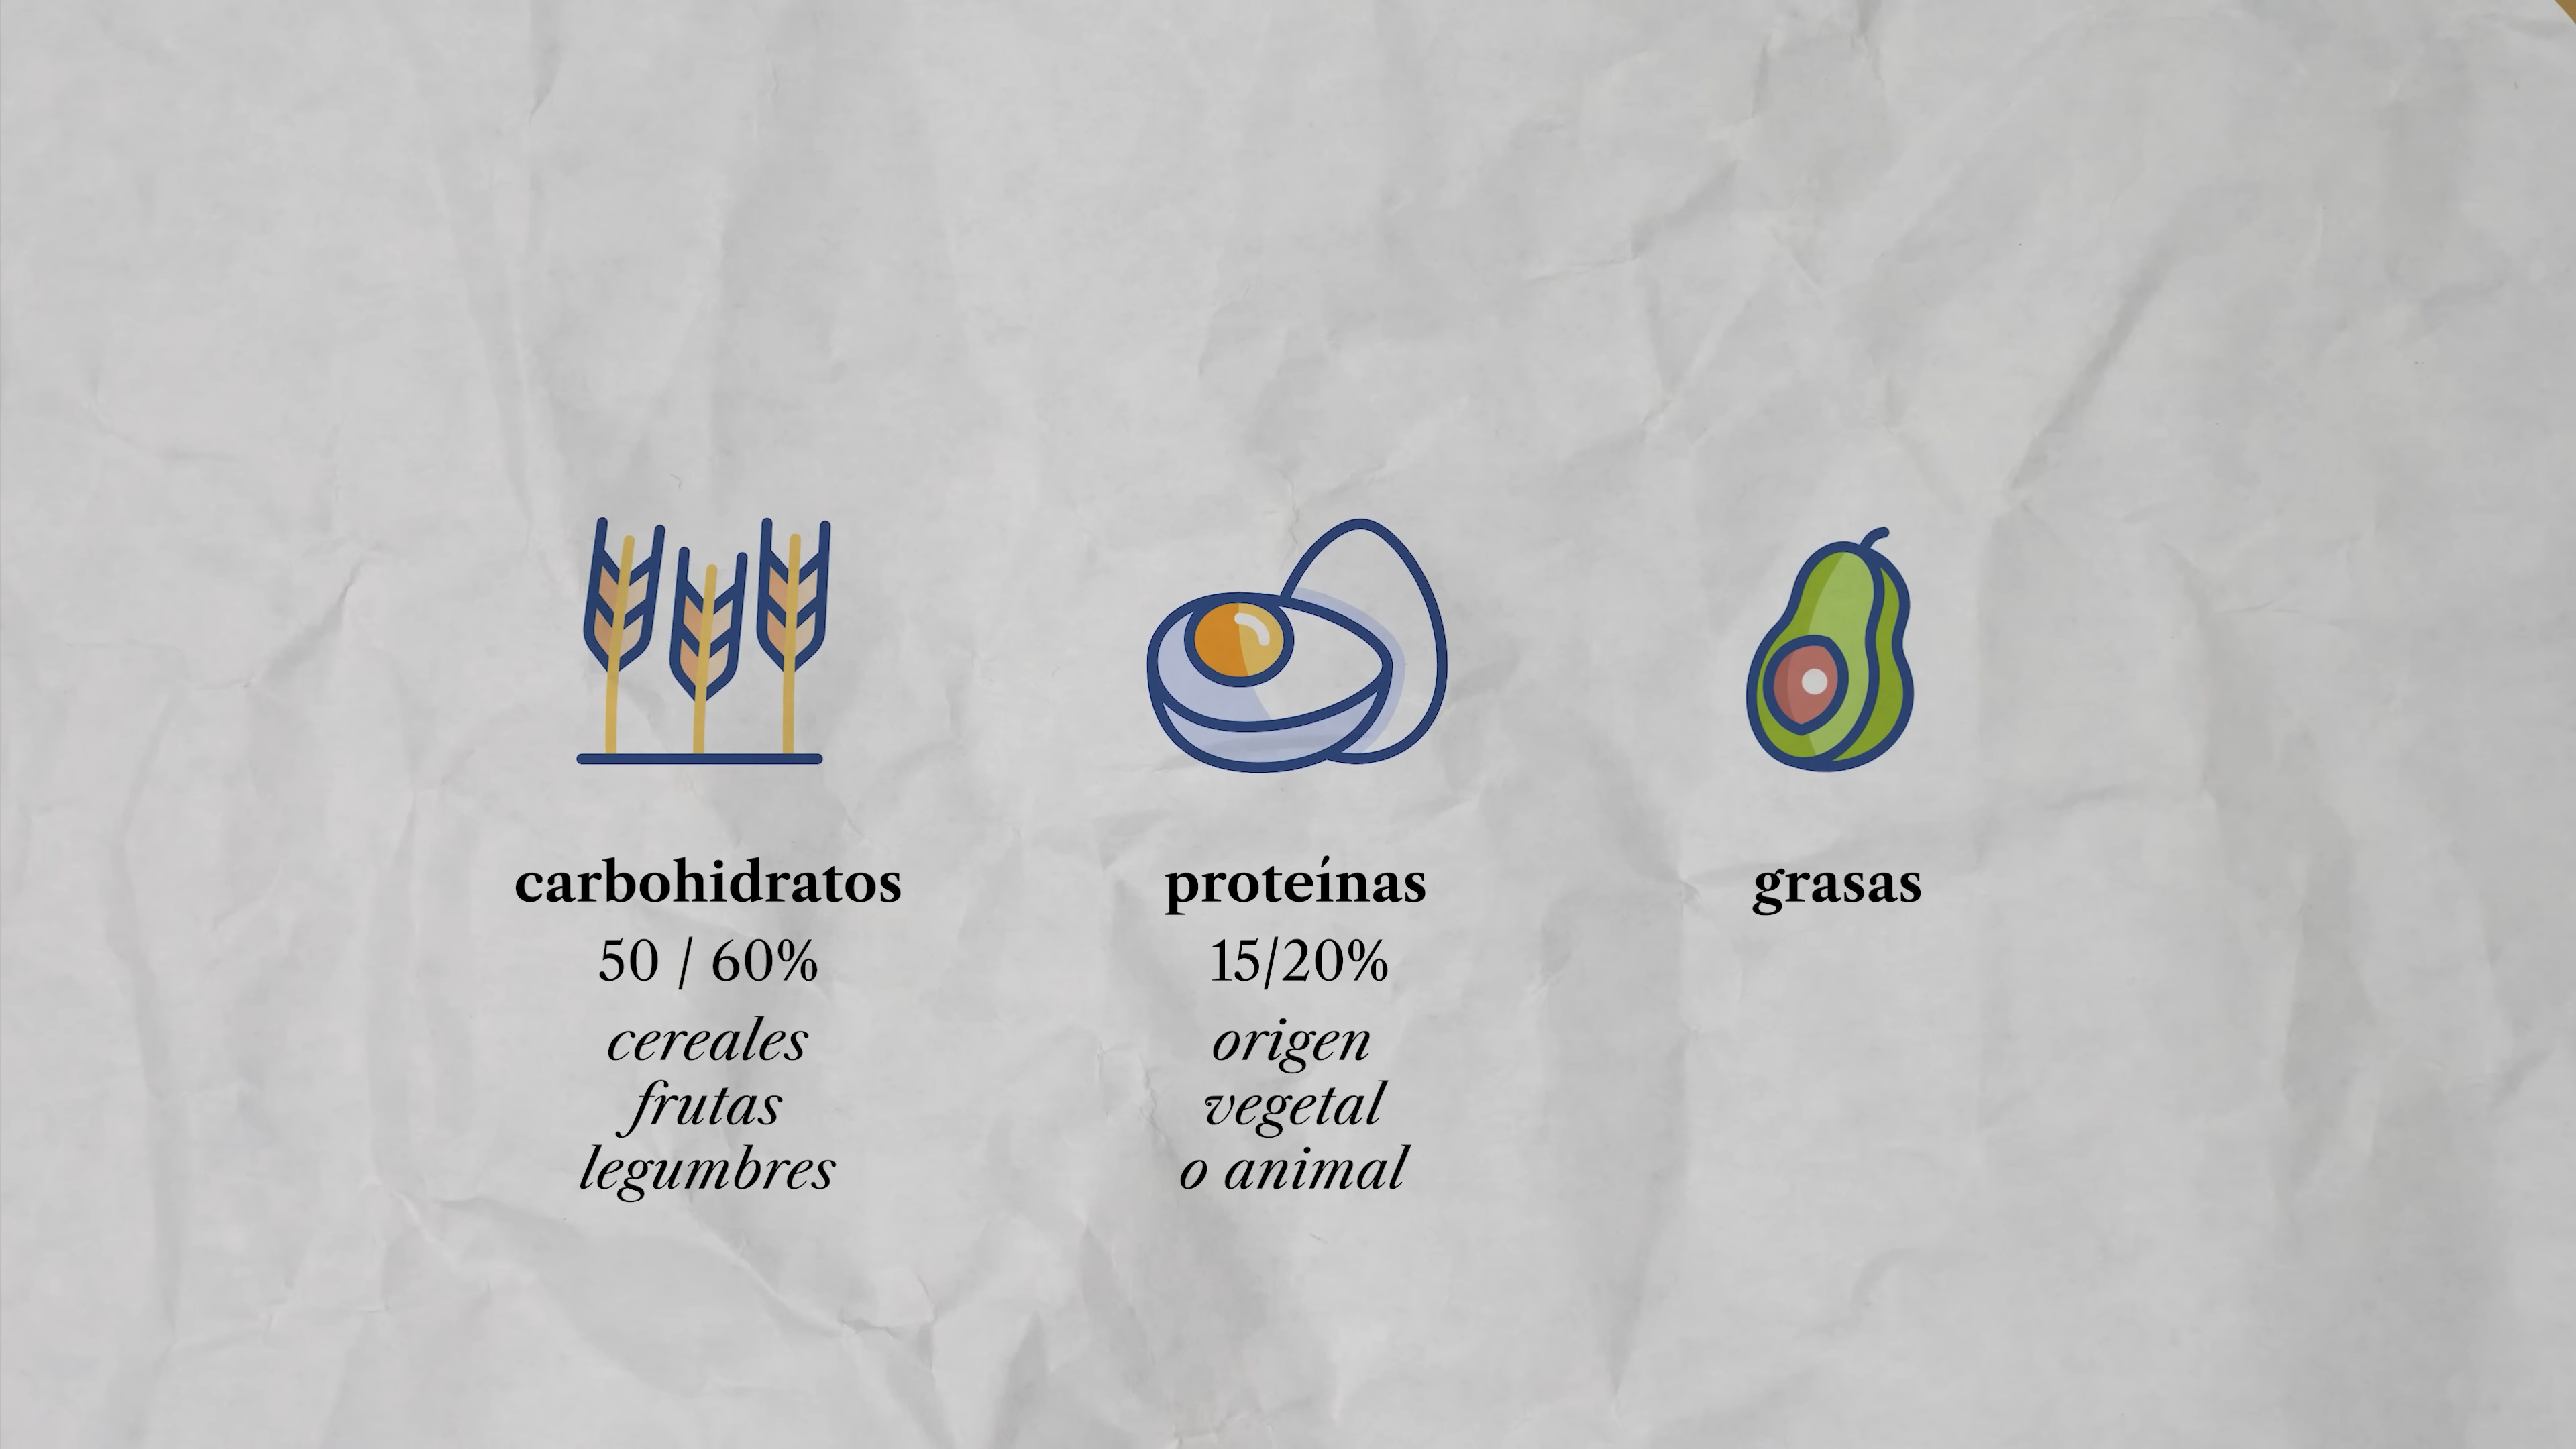 carbohidratos
50 / 60%
cereales
frutas
legumbres
proteínas
15/20%
origen
vegetal
o animal
grasas